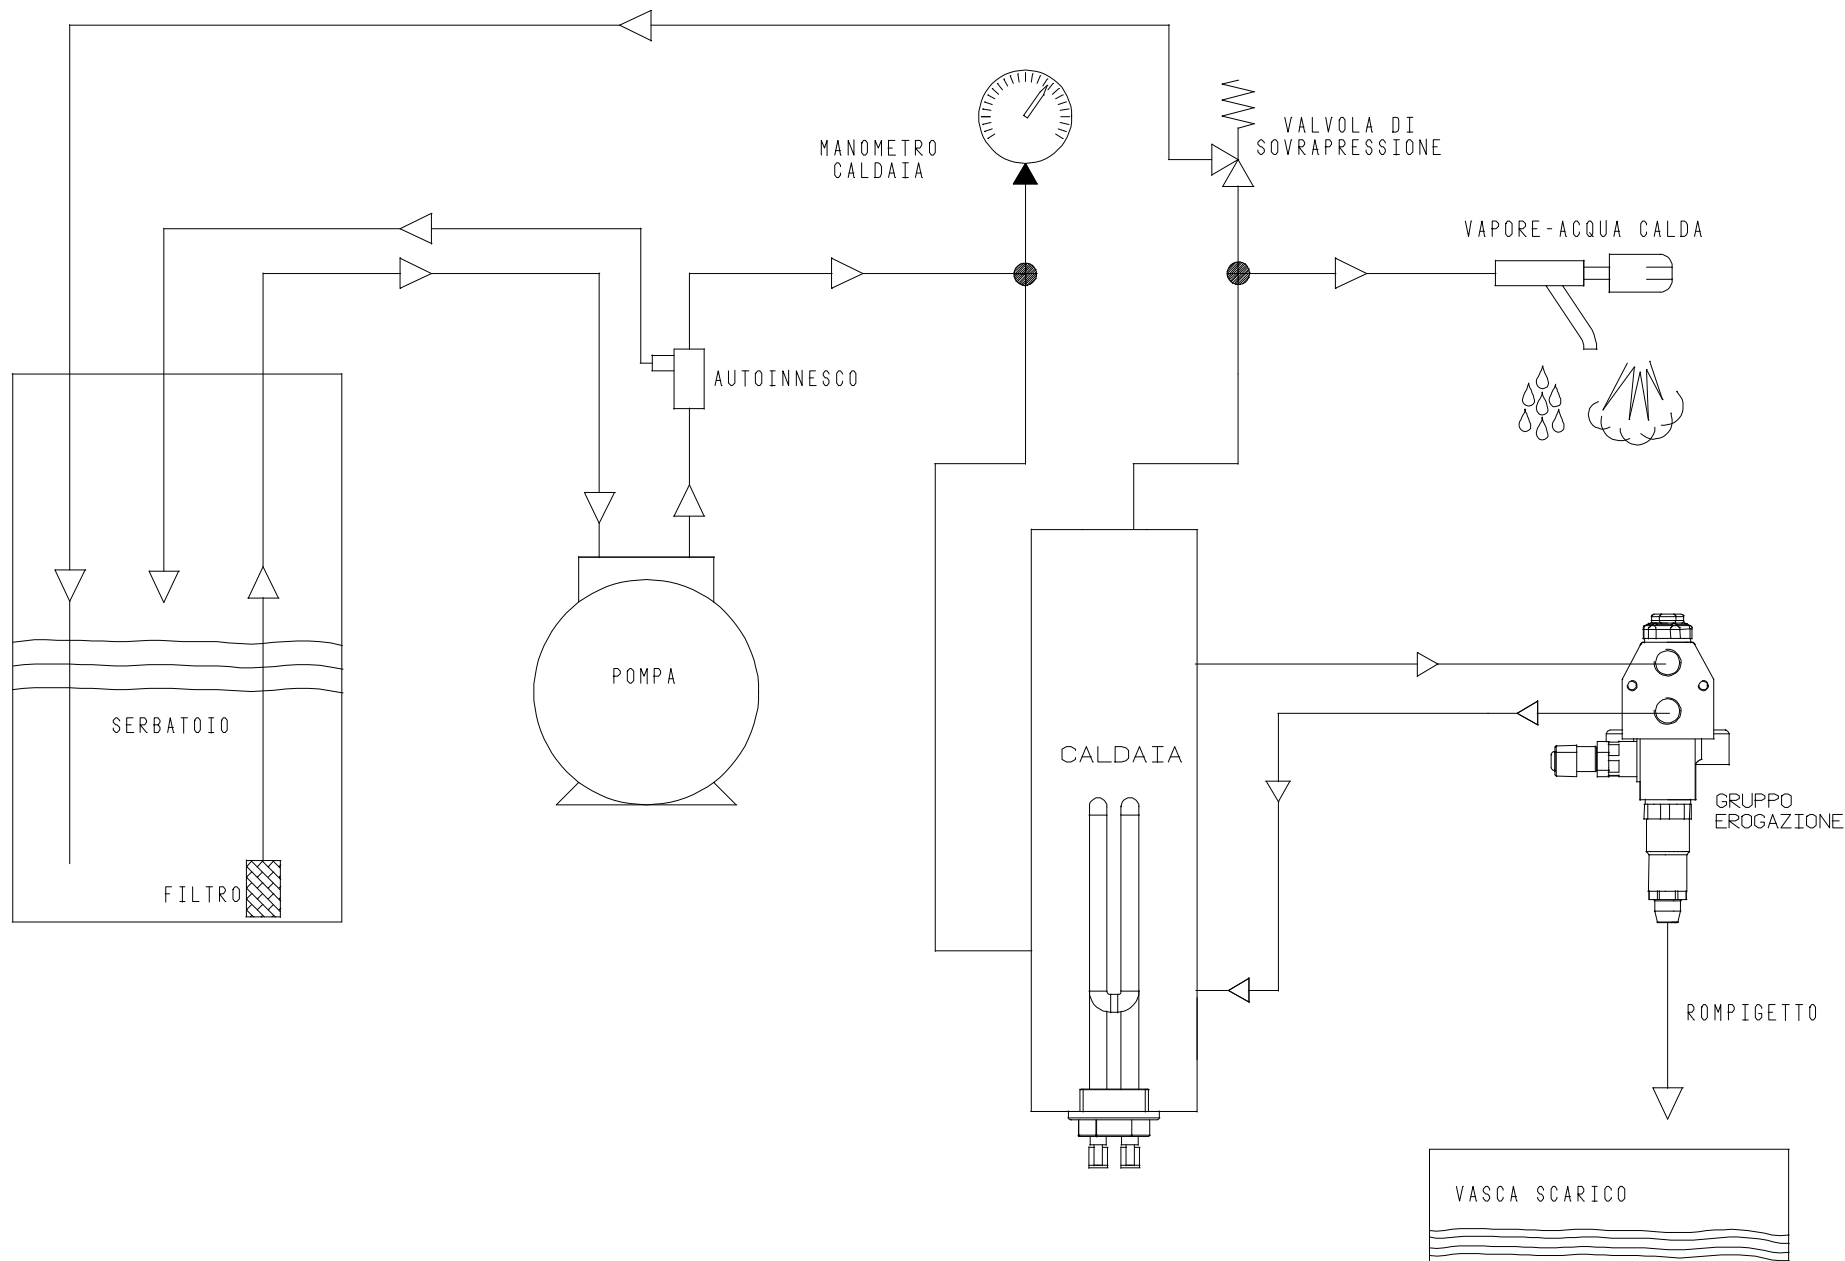 MANOMETRO
CALDAIA
VALVOLA DI
SOVRAPRESSIONE
VAPORE-ACQUA CALDA
AUTOINNESCO
POMPA
SERBATOIO
CALDAIA
GRUPPO
EROGAZIONE
FILTRO
ROMPIGETTO
VASCA SCARICO